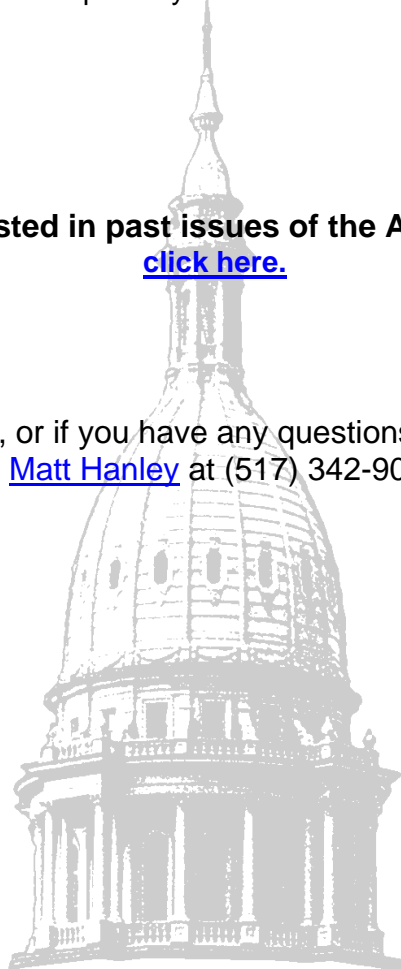 sted in past issues of the A
click here.
, or if you have any questions
Matt Hanley at (517) 342-90